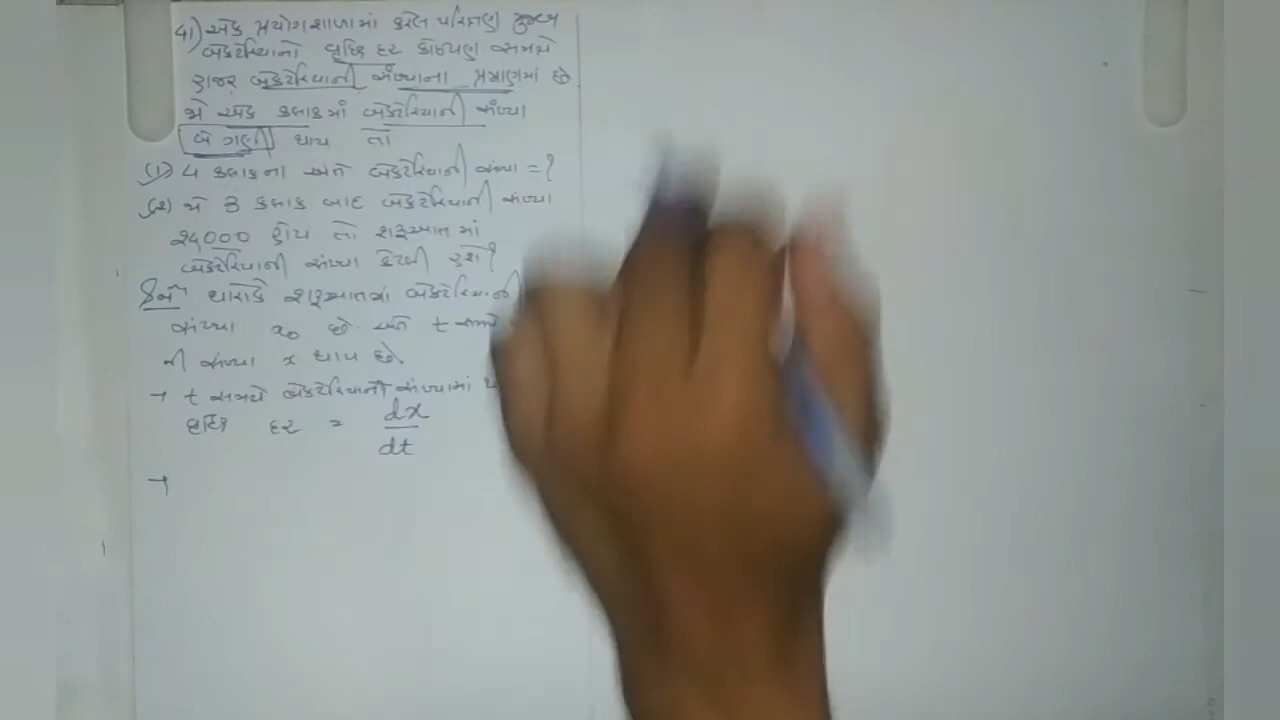 41) એક પ્રયોગશાળામાં કરેલ પરિક્ષણ મુજબ
બેક્ટેરિયાનો વૃદ્ધિ દર કોઇપણ સમયે
હાજર બેક્ટેરિયાની સંખ્યાના પ્રમાણમાં છે
જો એક કલાકમાં બેક્ટેરિયાની સંખ્યા
બે ગણી થાય તો
(1) 4 કલાકના અંતે બેક્ટેરિયાની સંખ્યા = ?
(2) જો 3 કલાક બાદ બેક્ટેરિયાની સંખ્યા
24000 હોય તો શરૂઆતમાં
બેક્ટેરિયાની સંખ્યા કેટલી હશે?
ધારોકે શરૂઆતમાં બેક્ટેરિયાની
સંખ્યા x₀ છે. અને t સમયે
ની સંખ્યા x થાય છે.
→ t સમયે બેક્ટેરિયાની સંખ્યામાં
વૃદ્ધિ દર = dx/dt
→